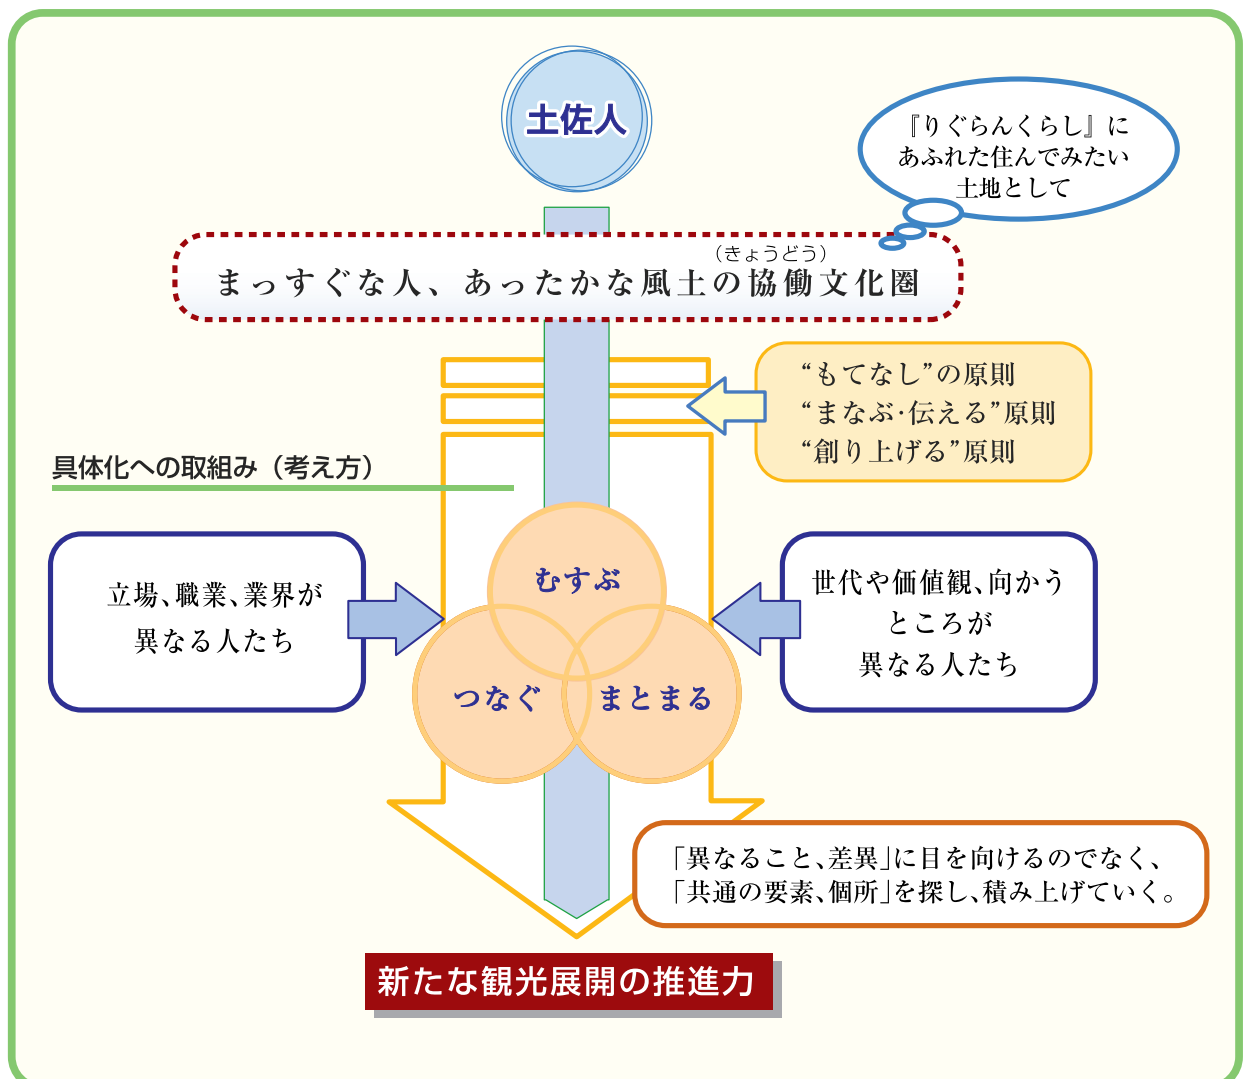 土佐人
『りぐらんくらし』に
あふれた住んでみたい
土地として
（きょうどう）
まっすぐな人、あったかな風土の協働文化圏
“もてなし”の原則
“まなぶ・伝える”原則
“創り上げる”原則
具体化への取組み（考え方）
立場、職業、業界が
異なる人たち
むすぶ
つなぐ
まとまる
世代や価値観、向かう
ところが
異なる人たち
「異なること、差異」に目を向けるのでなく、
「共通の要素、個所」を探し、積み上げていく。
新たな観光展開の推進力